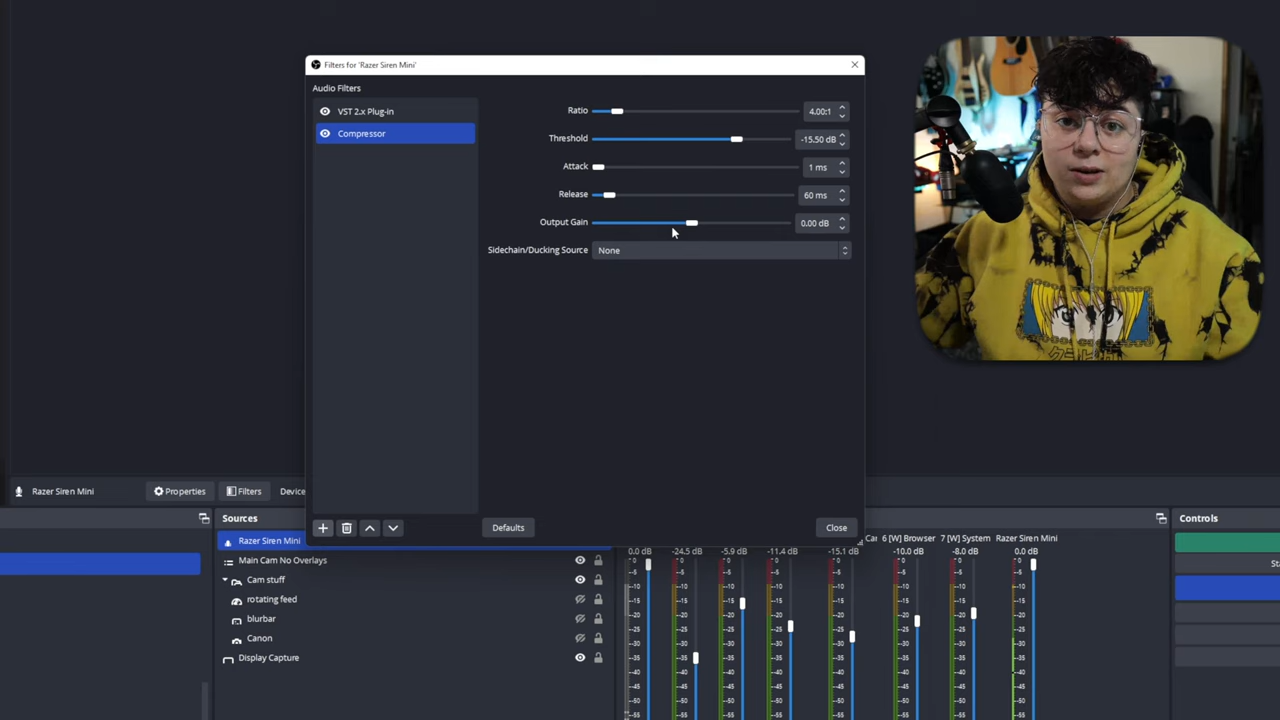 Filters for 'Razer Siren Mini'
Audio Filters
VST 2.x Plug-in
Compressor
Ratio
4.00:1
Threshold
-15.50 dB
Attack
1 ms
Release
60 ms
Output Gain
0.00 dB
Sidechain/Ducking Source
None
Defaults
Close
Razer Siren Mini
Properties
Filters
Device
Sources
Razer Siren Mini
Main Cam No Overlays
Cam stuff
rotating feed
blurbar
Canon
Display Capture
6 [W] Browser
7 [W] System
Razer Siren Mini
0.0 dB
-24.5 dB
-5.9 dB
-11.4 dB
-15.1 dB
-10.0 dB
-8.0 dB
0.0 dB
Controls
Sta